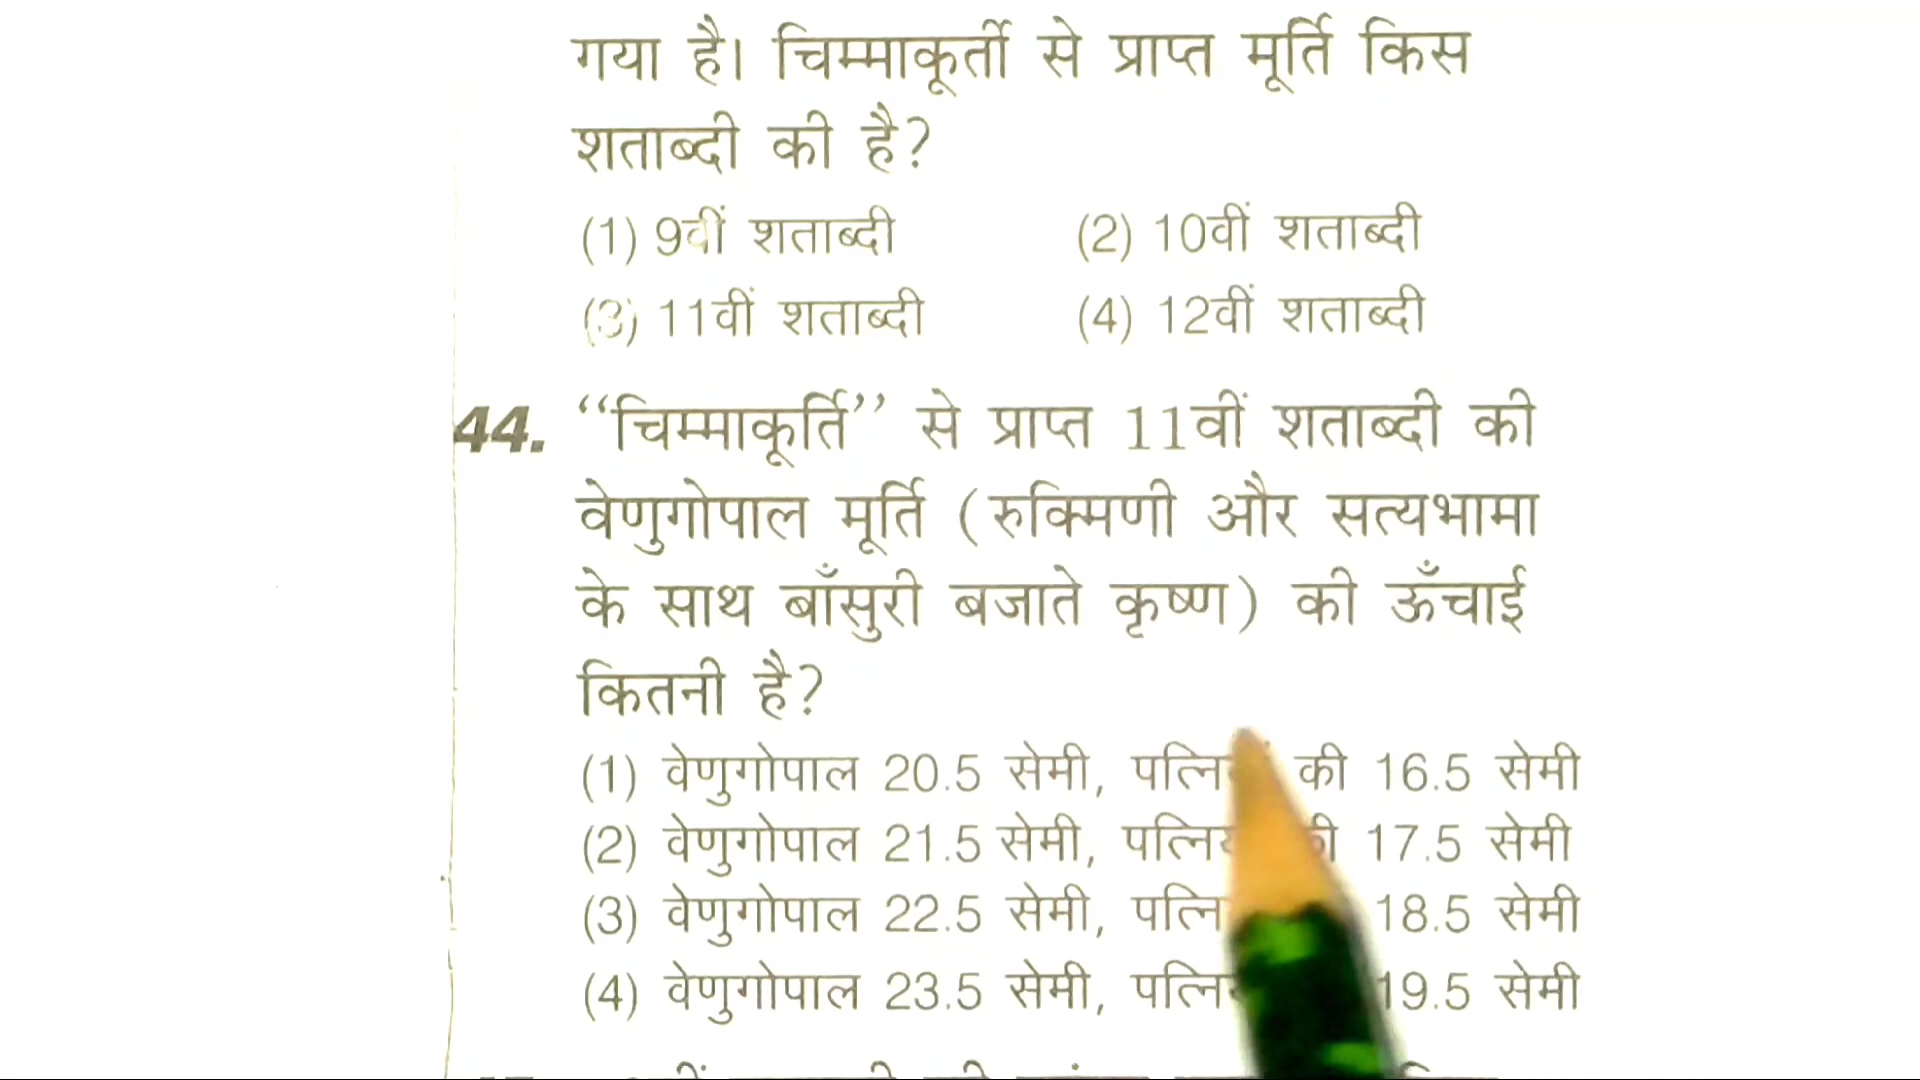 गया है। चिम्माकूर्ती से प्राप्त मूर्ति किस
शताब्दी की है?
(1) 9वीं शताब्दी (2) 10वीं शताब्दी
(3) 11वीं शताब्दी (4) 12वीं शताब्दी
44. ‘‘चिम्माकूर्ति’’ से प्राप्त 11वीं शताब्दी की
वेणुगोपाल मूर्ति (रुक्मिणी और सत्यभामा
के साथ बाँसुरी बजाते कृष्ण) की ऊँचाई
कितनी है?
(1) वेणुगोपाल 20.5 सेमी, की 16.5 सेमी
(2) वेणुगोपाल 21.5 सेमी, 17.5 सेमी
(3) वेणुगोपाल 22.5 सेमी, 18.5 सेमी
(4) वेणुगोपाल 23.5 सेमी, 19.5 सेमी